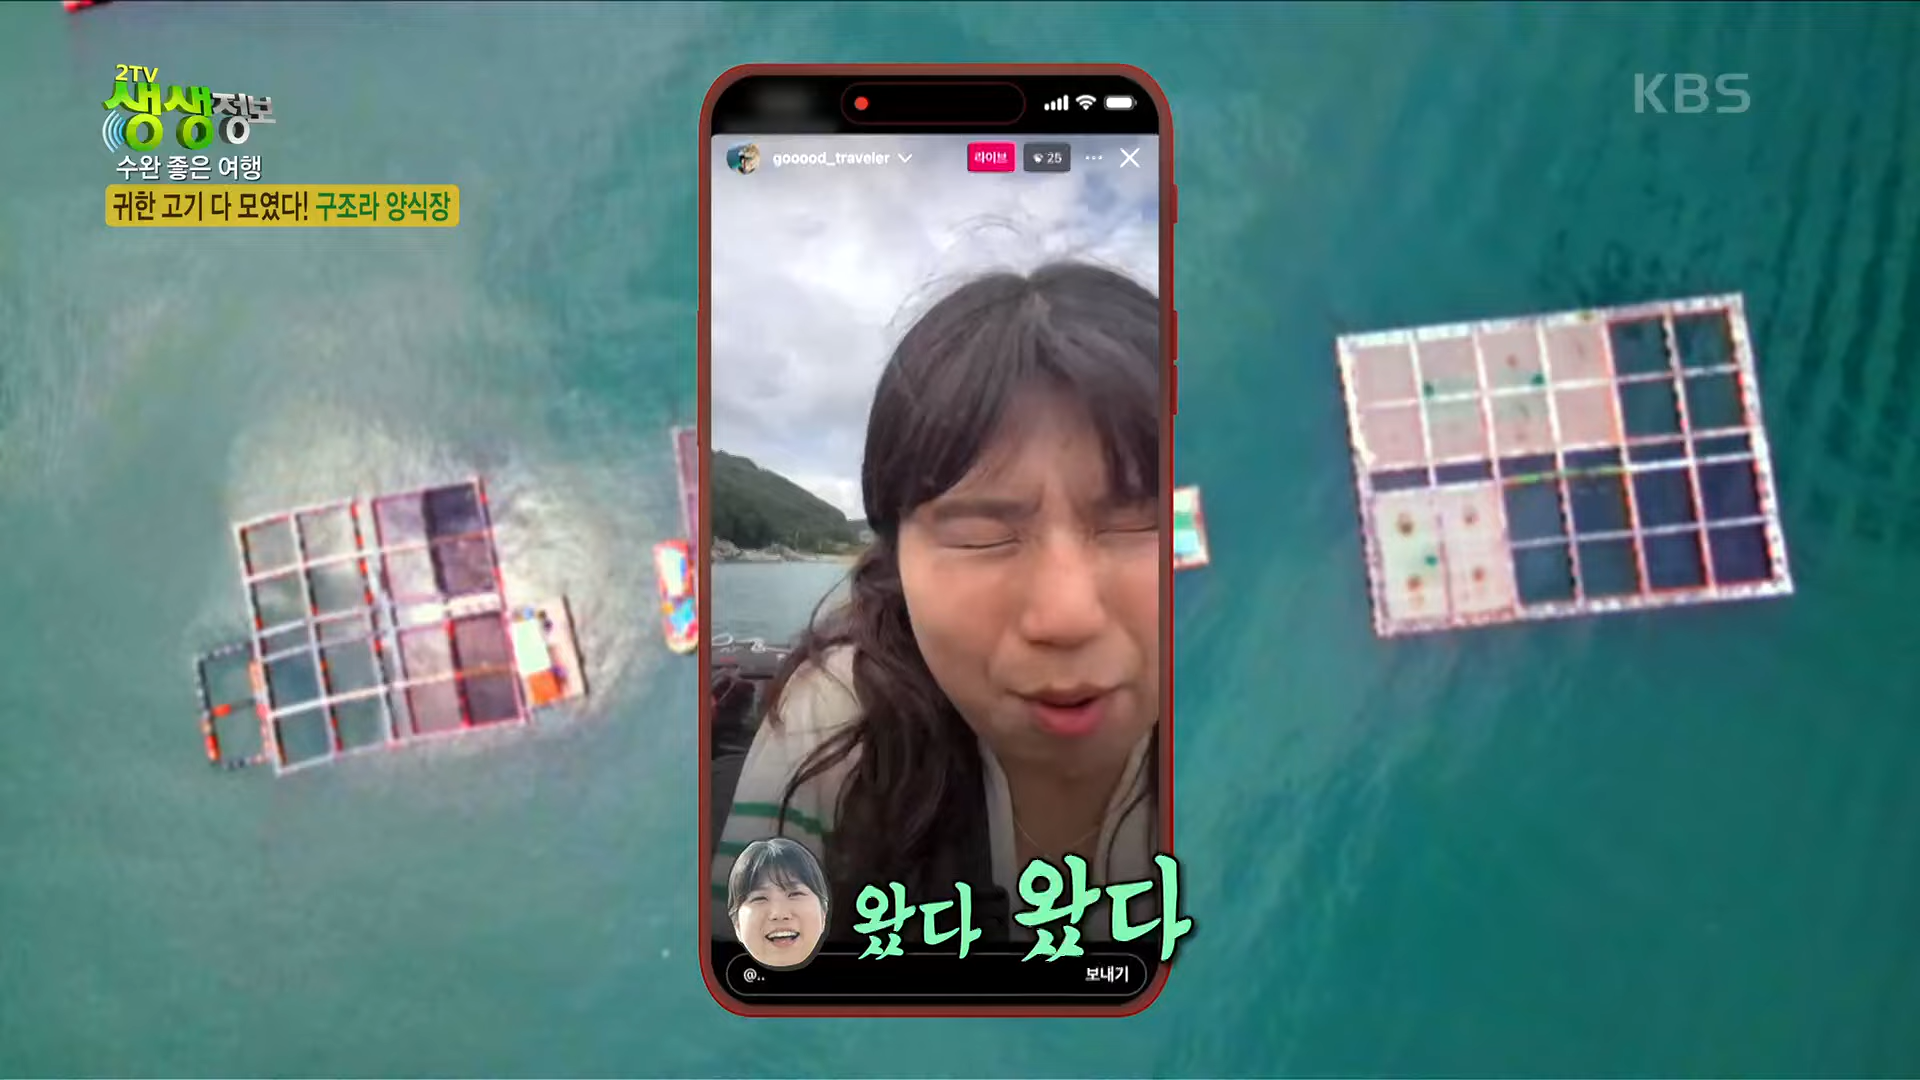 2TV
생생정보
수완 좋은 여행
귀한 고기 다 모였다! 구조라 양식장
KBS
gooood_traveler
라이브
25
왔다 왔다
@..
보내기